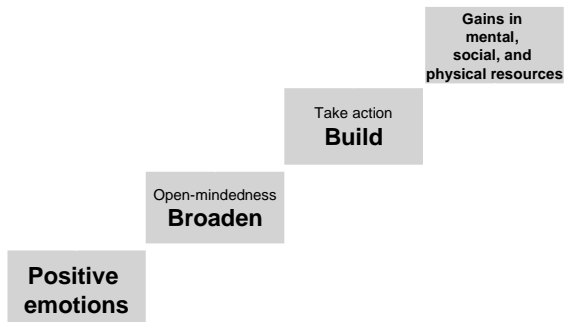 Gains in
mental,
social, and
physical resources
Take action
Build
Open-mindedness
Broaden
Positive
emotions